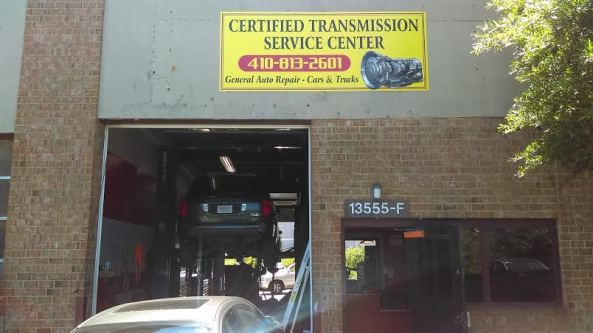 CERTIFIED TRANSMISSION
SERVICE CENTER
410-813-2601
General Auto Repair - Cars & Trucks
13555-F